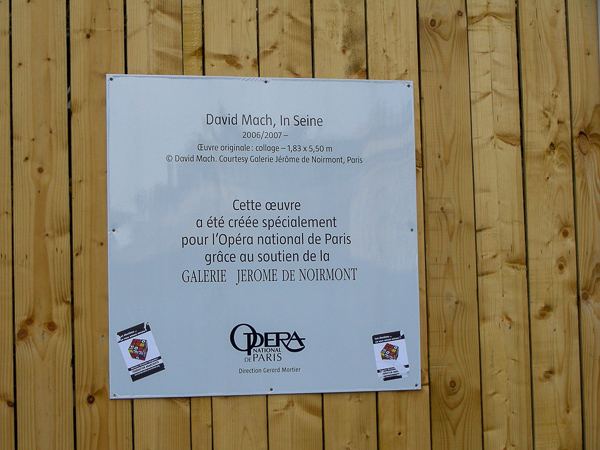 David Mach, In Seine
2006/2007 –
Œuvre originale : collage – 1,83 x 5,50 m
© David Mach. Courtesy Galerie Jérôme de Noirmont, Paris
Cette œuvre
a été créée spécialement
pour l'Opéra national de Paris
grâce au soutien de la
GALERIE JEROME DE NOIRMONT
OPERA
NATIONAL
DE PARIS
Direction Gerard Mortier